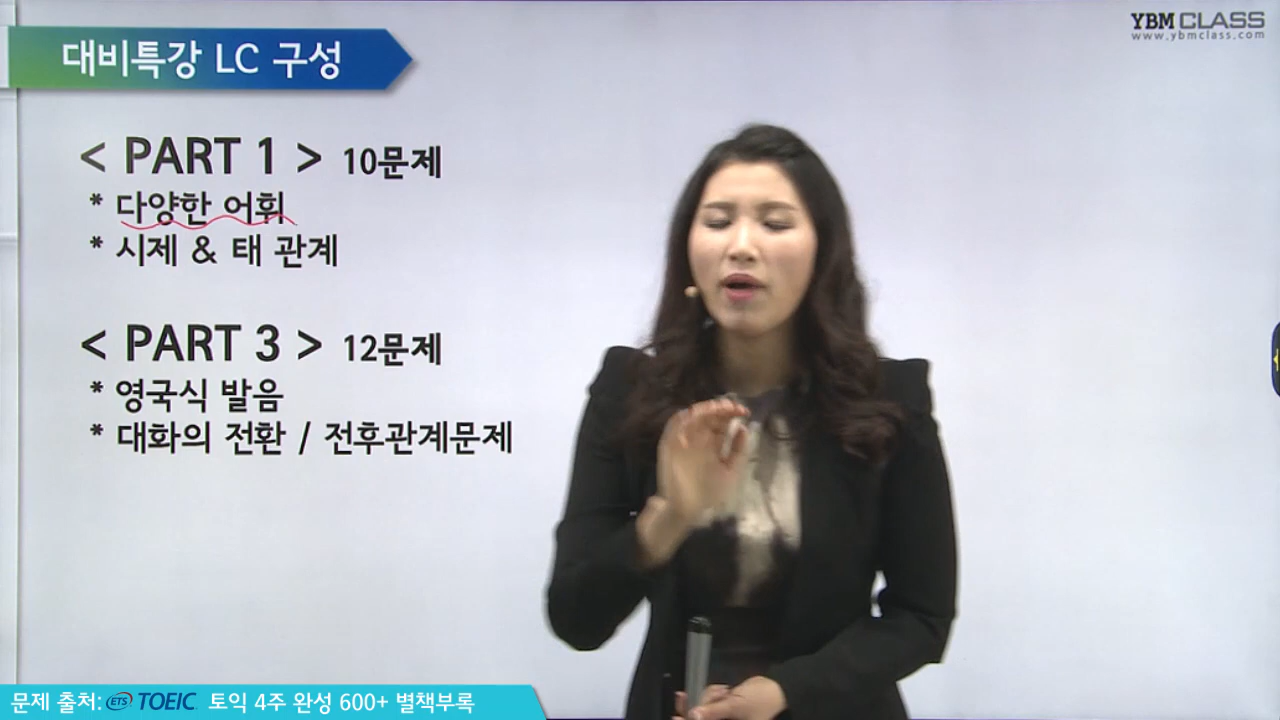 대비특강 LC 구성
YBM CLASS
www.ybmclass.com
< PART 1 > 10문제
* 다양한 어휘
* 시제 & 태 관계
< PART 3 > 12문제
* 영국식 발음
* 대화의 전환 / 전후관계문제
문제 출처: ETS TOEIC 토익 4주 완성 600+ 별책부록